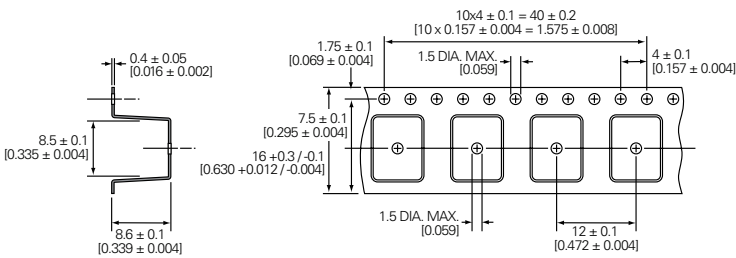 10x4 ± 0.1 = 40 ± 0.2
[10 x 0.157 ± 0.004 = 1.575 ± 0.008]
0.4 ± 0.05
[0.016 ± 0.002]
1.75 ± 0.1
[0.069 ± 0.004]
1.5 DIA. MAX.
[0.059]
4 ± 0.1
[0.157 ± 0.004]
8.5 ± 0.1
[0.335 ± 0.004]
7.5 ± 0.1
[0.295 ± 0.004]
16 +0.3 / -0.1
[0.630 +0.012 / -0.004]
8.6 ± 0.1
[0.339 ± 0.004]
1.5 DIA. MAX.
[0.059]
12 ± 0.1
[0.472 ± 0.004]